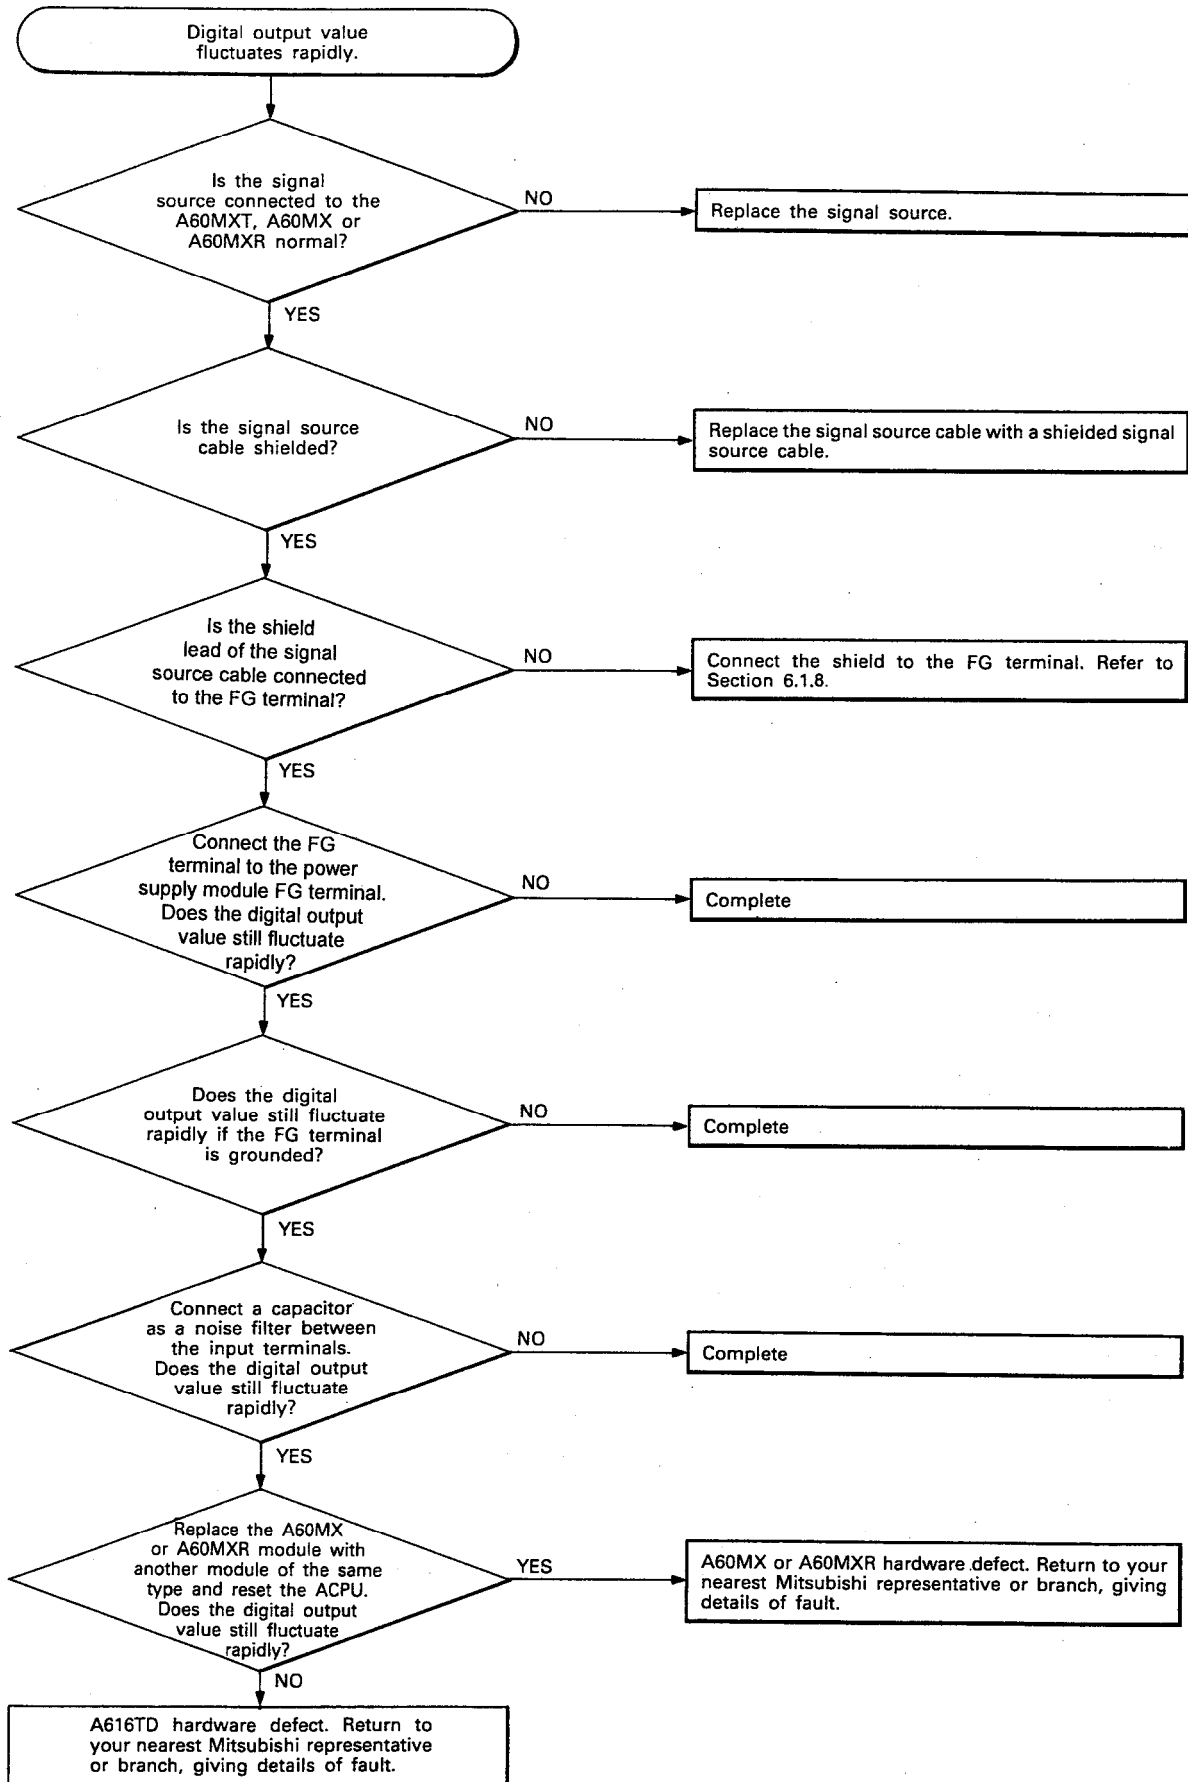 Digital output value
fluctuates rapidly.
Is the signal
source connected to the
A60MXT, A60MX or
A60MXR normal?
NO
Replace the signal source.
YES
Is the signal source
cable shielded?
NO
Replace the signal source cable with a shielded signal
source cable.
YES
Is the shield
lead of the signal
source cable connected
to the FG terminal?
NO
Connect the shield to the FG terminal. Refer to
Section 6.1.8.
YES
Connect the FG
terminal to the power
supply module FG terminal.
Does the digital output
value still fluctuate
rapidly?
NO
Complete
YES
Does the digital
output value still fluctuate
rapidly if the FG terminal
is grounded?
NO
Complete
YES
Connect a capacitor
as a noise filter between
the input terminals.
Does the digital output
value still fluctuate
rapidly?
NO
Complete
YES
Replace the A60MX
or A60MXR module with
another module of the same
type and reset the ACPU.
Does the digital output
value still fluctuate
rapidly?
YES
A60MX or A60MXR hardware defect. Return to your
nearest Mitsubishi representative or branch, giving
details of fault.
NO
A616TD hardware defect. Return to
your nearest Mitsubishi representative
or branch, giving details of fault.